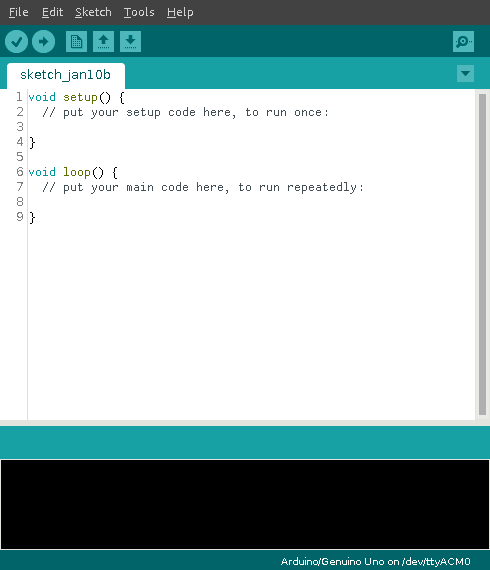 File Edit Sketch Tools Help
sketch_jan10b
1 void setup() {
2   // put your setup code here, to run once:
3
4 }
5
6 void loop() {
7   // put your main code here, to run repeatedly:
8
9 }
Arduino/Genuino Uno on /dev/ttyACM0